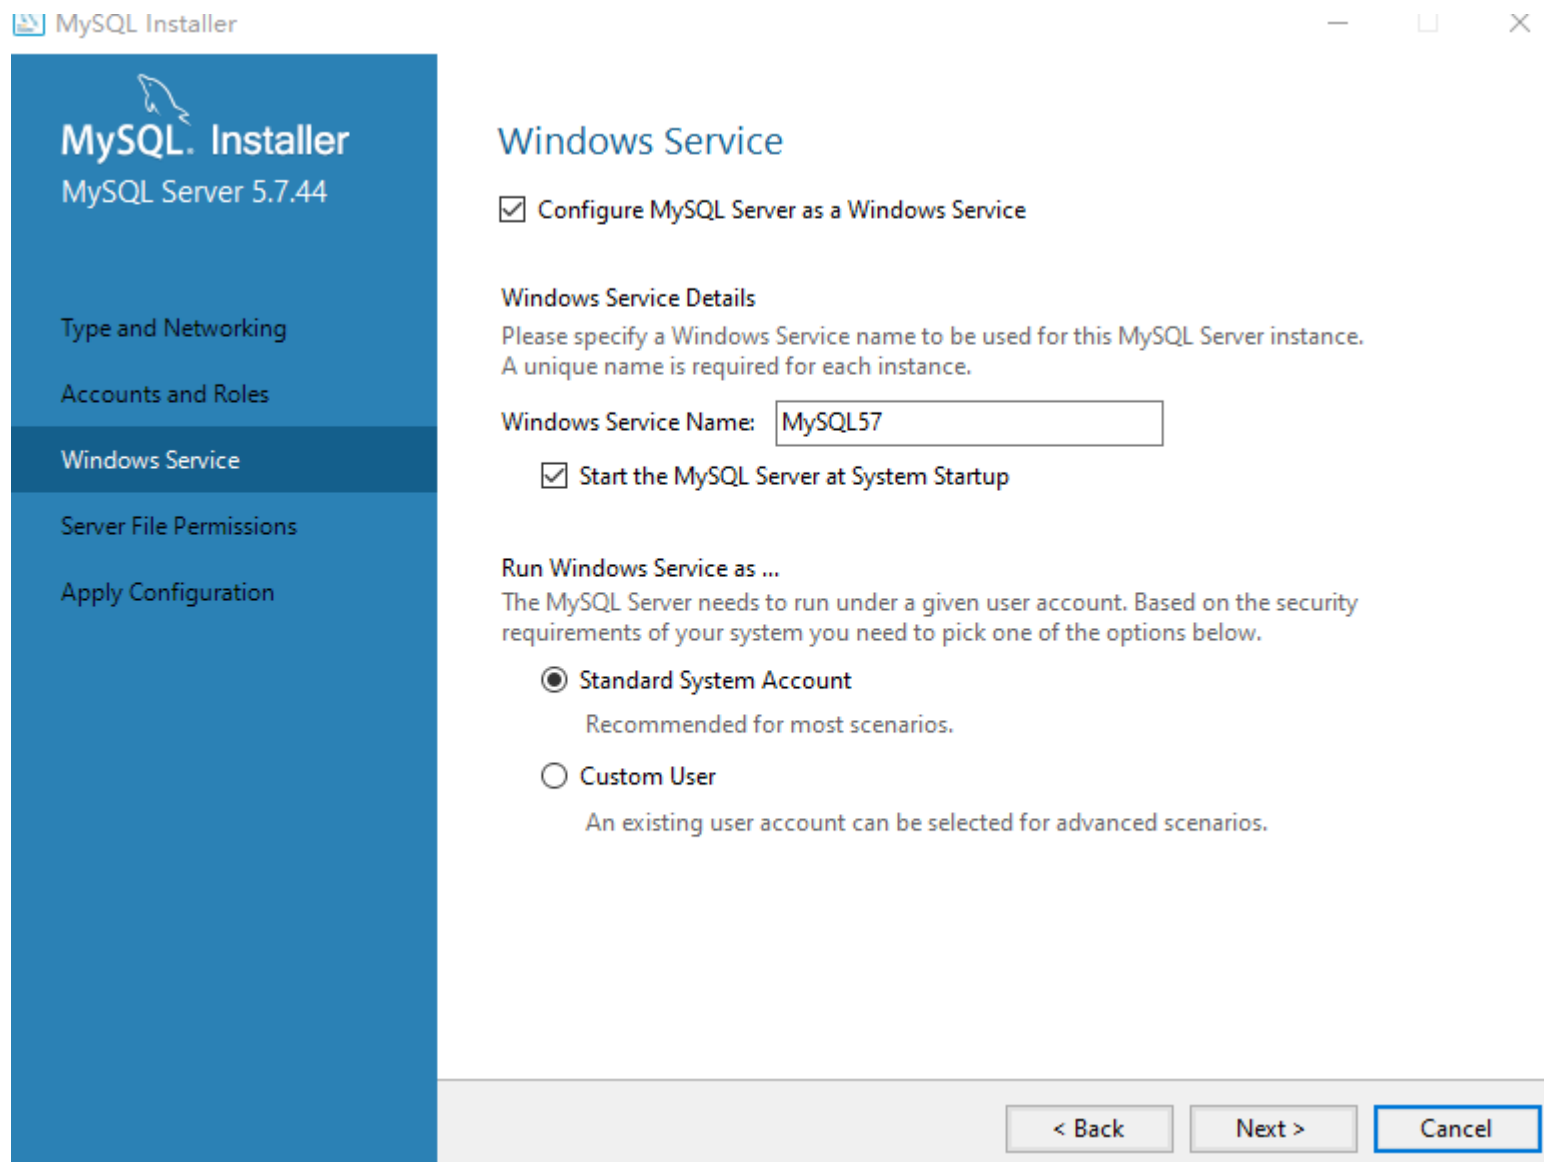 MySQL Installer
MySQL. Installer
MySQL Server 5.7.44
Type and Networking
Accounts and Roles
Windows Service
Server File Permissions
Apply Configuration
Windows Service
Configure MySQL Server as a Windows Service
Windows Service Details
Please specify a Windows Service name to be used for this MySQL Server instance.
A unique name is required for each instance.
Windows Service Name: MySQL57
Start the MySQL Server at System Startup
Run Windows Service as ...
The MySQL Server needs to run under a given user account. Based on the security
requirements of your system you need to pick one of the options below.
Standard System Account
Recommended for most scenarios.
Custom User
An existing user account can be selected for advanced scenarios.
< Back Next > Cancel